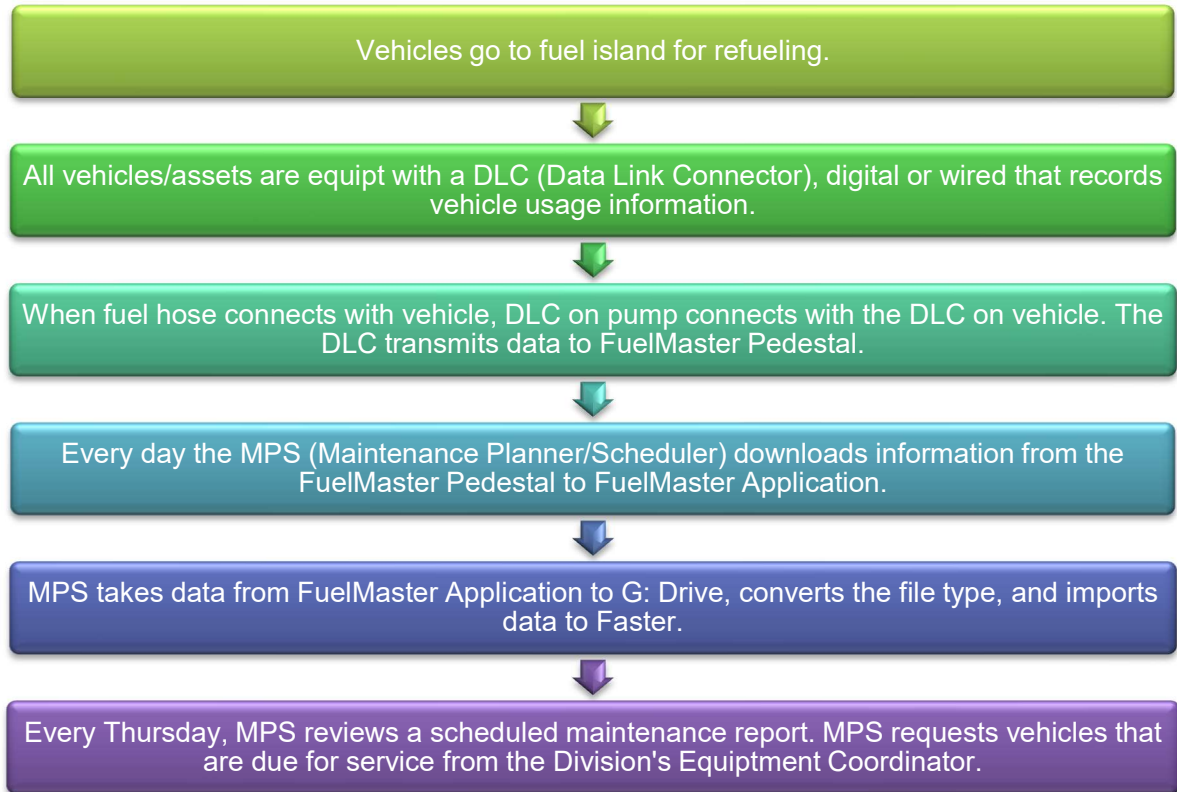 Vehicles go to fuel island for refueling.
All vehicles/assets are equipt with a DLC (Data Link Connector), digital or wired that records
vehicle usage information.
When fuel hose connects with vehicle, DLC on pump connects with the DLC on vehicle. The
DLC transmits data to FuelMaster Pedestal.
Every day the MPS (Maintenance Planner/Scheduler) downloads information from the
FuelMaster Pedestal to FuelMaster Application.
MPS takes data from FuelMaster Application to G: Drive, converts the file type, and imports
data to Faster.
Every Thursday, MPS reviews a scheduled maintenance report. MPS requests vehicles that
are due for service from the Division's Equiptment Coordinator.